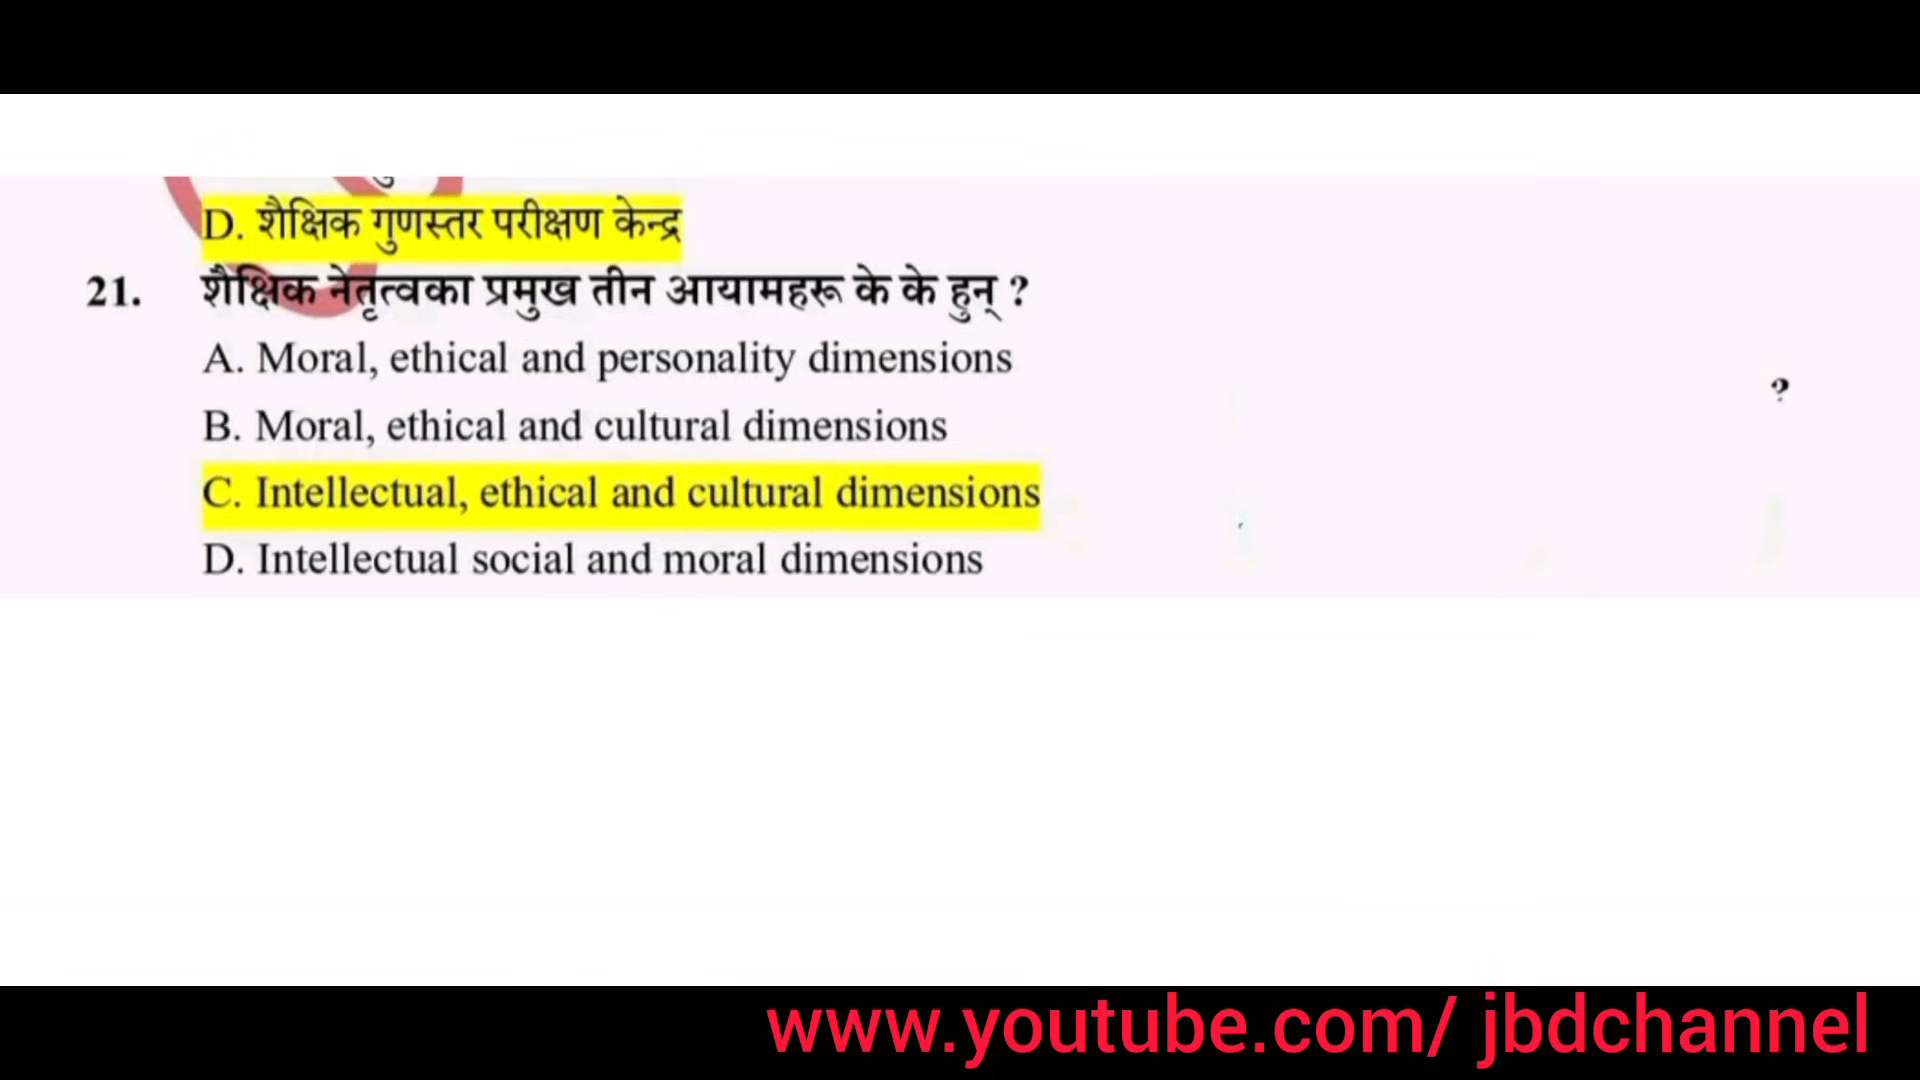 D. शैक्षिक गुणस्तर परीक्षण केन्द्र
21. शैक्षिक नेतृत्वका प्रमुख तीन आयामहरू के के हुन् ?
A. Moral, ethical and personality dimensions
?
B. Moral, ethical and cultural dimensions
C. Intellectual, ethical and cultural dimensions
D. Intellectual social and moral dimensions
www.youtube.com/ jbdchannel